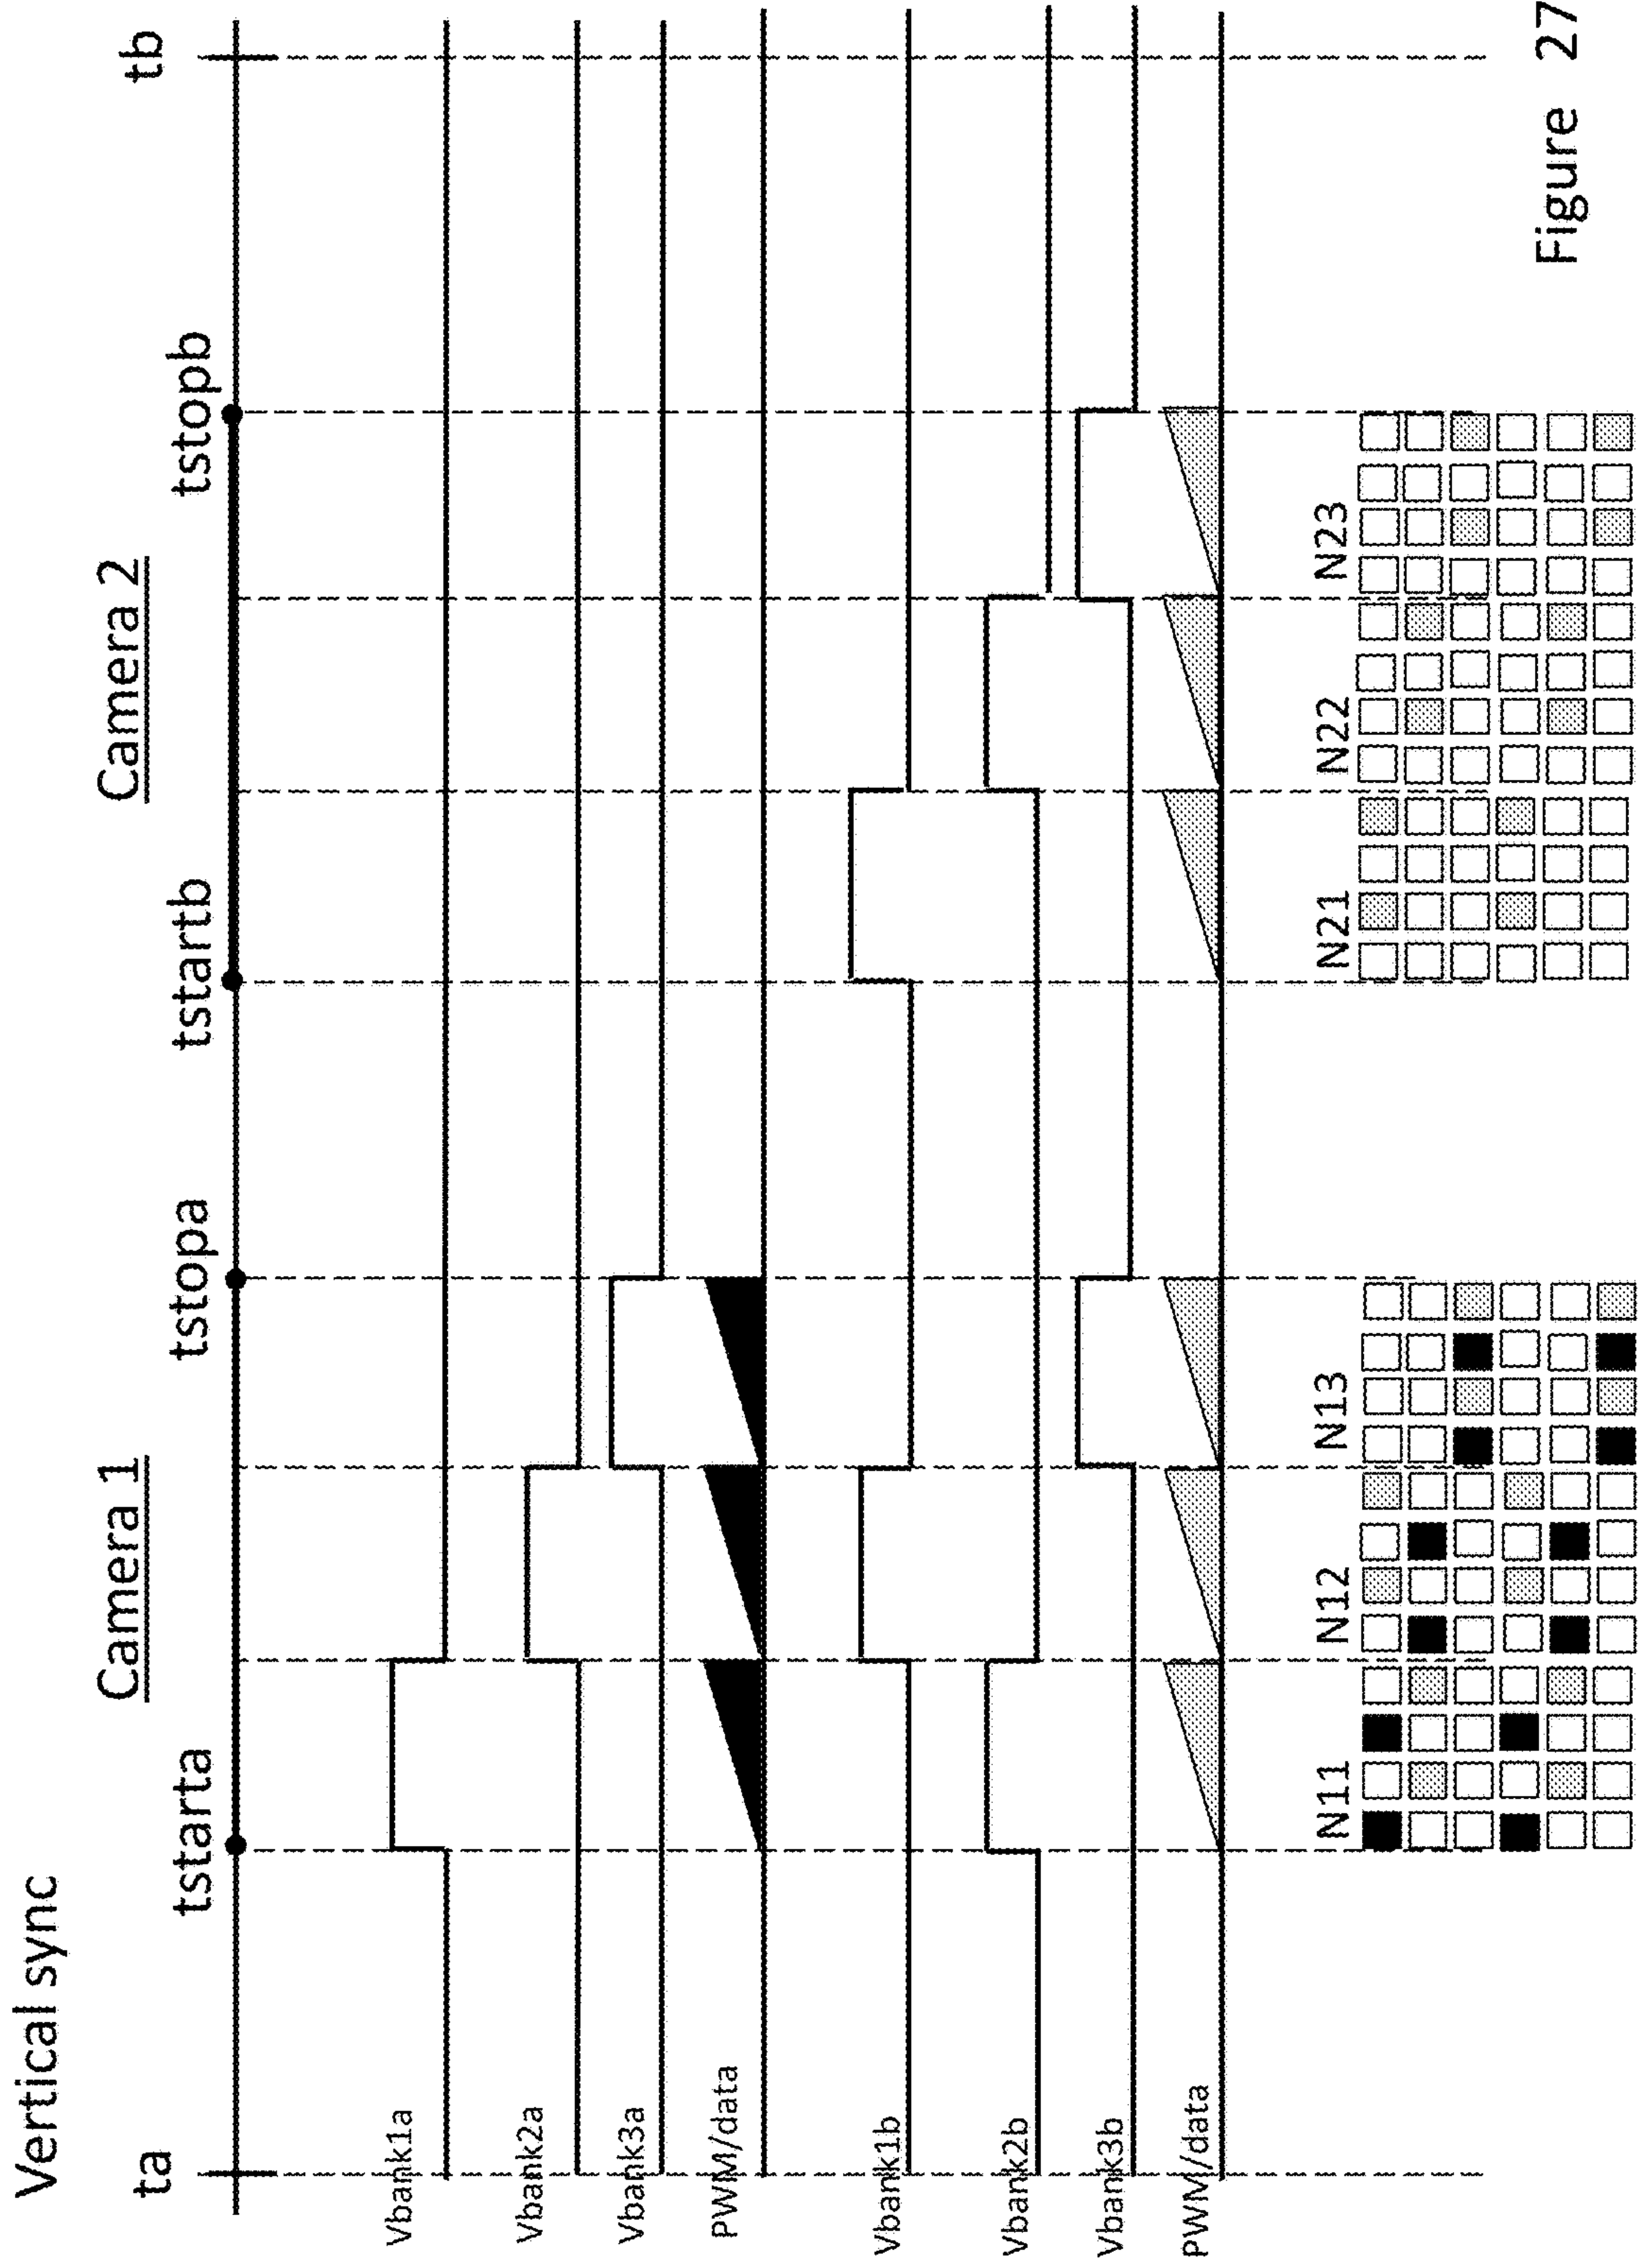 Vertical sync
Camera 1
Camera 2
ta
tstarta
tstopa
tstartb
tstopb
tb
Vbank1a
Vbank2a
Vbank3a
PWM/data
Vbank1b
Vbank2b
Vbank3b
PWM/data
N11
N12
N13
N21
N22
N23
Figure 27